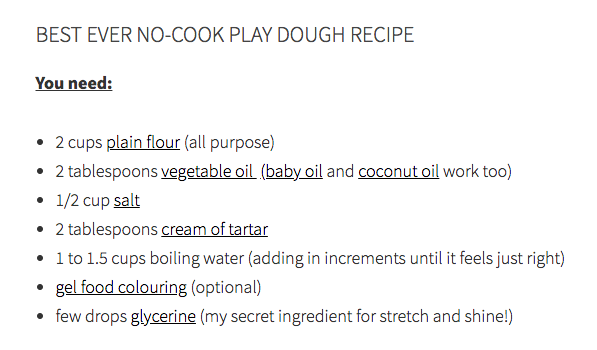 BEST EVER NO-COOK PLAY DOUGH RECIPE
You need:
• 2 cups plain flour (all purpose)
• 2 tablespoons vegetable oil (baby oil and coconut oil work too)
• 1/2 cup salt
• 2 tablespoons cream of tartar
• 1 to 1.5 cups boiling water (adding in increments until it feels just right)
• gel food colouring (optional)
• few drops glycerine (my secret ingredient for stretch and shine!)